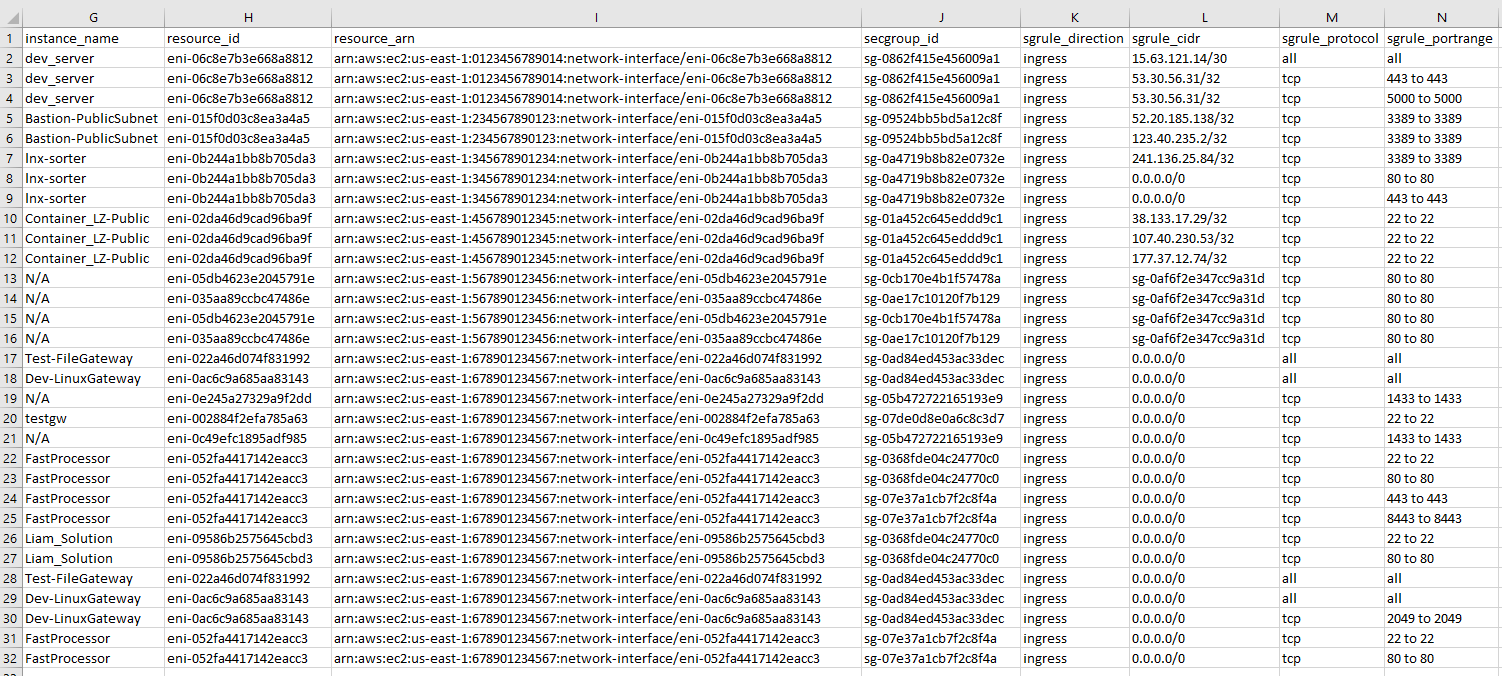 G H I J K L M N
1 instance_name resource_id resource_arn secgroup_id sgrule_direction sgrule_cidr sgrule_protocol sgrule_portrange
2 dev_server eni-06c8e7b3e668a8812 arn:aws:ec2:us-east-1:0123456789014:network-interface/eni-06c8e7b3e668a8812 sg-0862f415e456009a1 ingress 15.63.121.14/30 all all
3 dev_server eni-06c8e7b3e668a8812 arn:aws:ec2:us-east-1:0123456789014:network-interface/eni-06c8e7b3e668a8812 sg-0862f415e456009a1 ingress 53.30.56.31/32 tcp 443 to 443
4 dev_server eni-06c8e7b3e668a8812 arn:aws:ec2:us-east-1:0123456789014:network-interface/eni-06c8e7b3e668a8812 sg-0862f415e456009a1 ingress 53.30.56.31/32 tcp 5000 to 5000
5 Bastion-PublicSubnet eni-015f0d03c8ea3a4a5 arn:aws:ec2:us-east-1:234567890123:network-interface/eni-015f0d03c8ea3a4a5 sg-09524bb5bd5a12c8f ingress 52.20.185.138/32 tcp 3389 to 3389
6 Bastion-PublicSubnet eni-015f0d03c8ea3a4a5 arn:aws:ec2:us-east-1:234567890123:network-interface/eni-015f0d03c8ea3a4a5 sg-09524bb5bd5a12c8f ingress 123.40.235.2/32 tcp 3389 to 3389
7 lnx-sorter eni-0b244a1bb8b705da3 arn:aws:ec2:us-east-1:345678901234:network-interface/eni-0b244a1bb8b705da3 sg-0a4719b8b82e0732e ingress 241.136.25.84/32 tcp 3389 to 3389
8 lnx-sorter eni-0b244a1bb8b705da3 arn:aws:ec2:us-east-1:345678901234:network-interface/eni-0b244a1bb8b705da3 sg-0a4719b8b82e0732e ingress 0.0.0.0/0 tcp 80 to 80
9 lnx-sorter eni-0b244a1bb8b705da3 arn:aws:ec2:us-east-1:345678901234:network-interface/eni-0b244a1bb8b705da3 sg-0a4719b8b82e0732e ingress 0.0.0.0/0 tcp 443 to 443
10 Container_LZ-Public eni-02da46d9cad96ba9f arn:aws:ec2:us-east-1:456789012345:network-interface/eni-02da46d9cad96ba9f sg-01a452c645eddd9c1 ingress 38.133.17.29/32 tcp 22 to 22
11 Container_LZ-Public eni-02da46d9cad96ba9f arn:aws:ec2:us-east-1:456789012345:network-interface/eni-02da46d9cad96ba9f sg-01a452c645eddd9c1 ingress 107.40.230.53/32 tcp 22 to 22
12 Container_LZ-Public eni-02da46d9cad96ba9f arn:aws:ec2:us-east-1:456789012345:network-interface/eni-02da46d9cad96ba9f sg-01a452c645eddd9c1 ingress 177.37.12.74/32 tcp 22 to 22
13 N/A eni-05db4623e2045791e arn:aws:ec2:us-east-1:567890123456:network-interface/eni-05db4623e2045791e sg-0cb170e4b1f57478a ingress sg-0af6f2e347cc9a31d tcp 80 to 80
14 N/A eni-035aa89ccbc47486e arn:aws:ec2:us-east-1:567890123456:network-interface/eni-035aa89ccbc47486e sg-0ae17c10120f7b129 ingress sg-0af6f2e347cc9a31d tcp 80 to 80
15 N/A eni-05db4623e2045791e arn:aws:ec2:us-east-1:567890123456:network-interface/eni-05db4623e2045791e sg-0cb170e4b1f57478a ingress sg-0af6f2e347cc9a31d tcp 80 to 80
16 N/A eni-035aa89ccbc47486e arn:aws:ec2:us-east-1:567890123456:network-interface/eni-035aa89ccbc47486e sg-0ae17c10120f7b129 ingress sg-0af6f2e347cc9a31d tcp 80 to 80
17 Test-FileGateway eni-022a46d074f831992 arn:aws:ec2:us-east-1:678901234567:network-interface/eni-022a46d074f831992 sg-0ad84ed453ac33dec ingress 0.0.0.0/0 all all
18 Dev-LinuxGateway eni-0ac6c9a685aa83143 arn:aws:ec2:us-east-1:678901234567:network-interface/eni-0ac6c9a685aa83143 sg-0ad84ed453ac33dec ingress 0.0.0.0/0 all all
19 N/A eni-0e245a27329a9f2dd arn:aws:ec2:us-east-1:678901234567:network-interface/eni-0e245a27329a9f2dd sg-05b472722165193e9 ingress 0.0.0.0/0 tcp 1433 to 1433
20 testgw eni-002884f2efa785a63 arn:aws:ec2:us-east-1:678901234567:network-interface/eni-002884f2efa785a63 sg-07de0d8e0a6c8c3d7 ingress 0.0.0.0/0 tcp 22 to 22
21 N/A eni-0c49efc1895adf985 arn:aws:ec2:us-east-1:678901234567:network-interface/eni-0c49efc1895adf985 sg-05b472722165193e9 ingress 0.0.0.0/0 tcp 1433 to 1433
22 FastProcessor eni-052fa4417142eacc3 arn:aws:ec2:us-east-1:678901234567:network-interface/eni-052fa4417142eacc3 sg-0368fde04c24770c0 ingress 0.0.0.0/0 tcp 22 to 22
23 FastProcessor eni-052fa4417142eacc3 arn:aws:ec2:us-east-1:678901234567:network-interface/eni-052fa4417142eacc3 sg-0368fde04c24770c0 ingress 0.0.0.0/0 tcp 80 to 80
24 FastProcessor eni-052fa4417142eacc3 arn:aws:ec2:us-east-1:678901234567:network-interface/eni-052fa4417142eacc3 sg-07e37a1cb7f2c8f4a ingress 0.0.0.0/0 tcp 443 to 443
25 FastProcessor eni-052fa4417142eacc3 arn:aws:ec2:us-east-1:678901234567:network-interface/eni-052fa4417142eacc3 sg-07e37a1cb7f2c8f4a ingress 0.0.0.0/0 tcp 8443 to 8443
26 Liam_Solution eni-09586b2575645cbd3 arn:aws:ec2:us-east-1:678901234567:network-interface/eni-09586b2575645cbd3 sg-0368fde04c24770c0 ingress 0.0.0.0/0 tcp 22 to 22
27 Liam_Solution eni-09586b2575645cbd3 arn:aws:ec2:us-east-1:678901234567:network-interface/eni-09586b2575645cbd3 sg-0368fde04c24770c0 ingress 0.0.0.0/0 tcp 80 to 80
28 Test-FileGateway eni-022a46d074f831992 arn:aws:ec2:us-east-1:678901234567:network-interface/eni-022a46d074f831992 sg-0ad84ed453ac33dec ingress 0.0.0.0/0 all all
29 Dev-LinuxGateway eni-0ac6c9a685aa83143 arn:aws:ec2:us-east-1:678901234567:network-interface/eni-0ac6c9a685aa83143 sg-0ad84ed453ac33dec ingress 0.0.0.0/0 all all
30 Dev-LinuxGateway eni-0ac6c9a685aa83143 arn:aws:ec2:us-east-1:678901234567:network-interface/eni-0ac6c9a685aa83143 sg-0ad84ed453ac33dec ingress 0.0.0.0/0 tcp 2049 to 2049
31 FastProcessor eni-052fa4417142eacc3 arn:aws:ec2:us-east-1:678901234567:network-interface/eni-052fa4417142eacc3 sg-07e37a1cb7f2c8f4a ingress 0.0.0.0/0 tcp 22 to 22
32 FastProcessor eni-052fa4417142eacc3 arn:aws:ec2:us-east-1:678901234567:network-interface/eni-052fa4417142eacc3 sg-07e37a1cb7f2c8f4a ingress 0.0.0.0/0 tcp 80 to 80